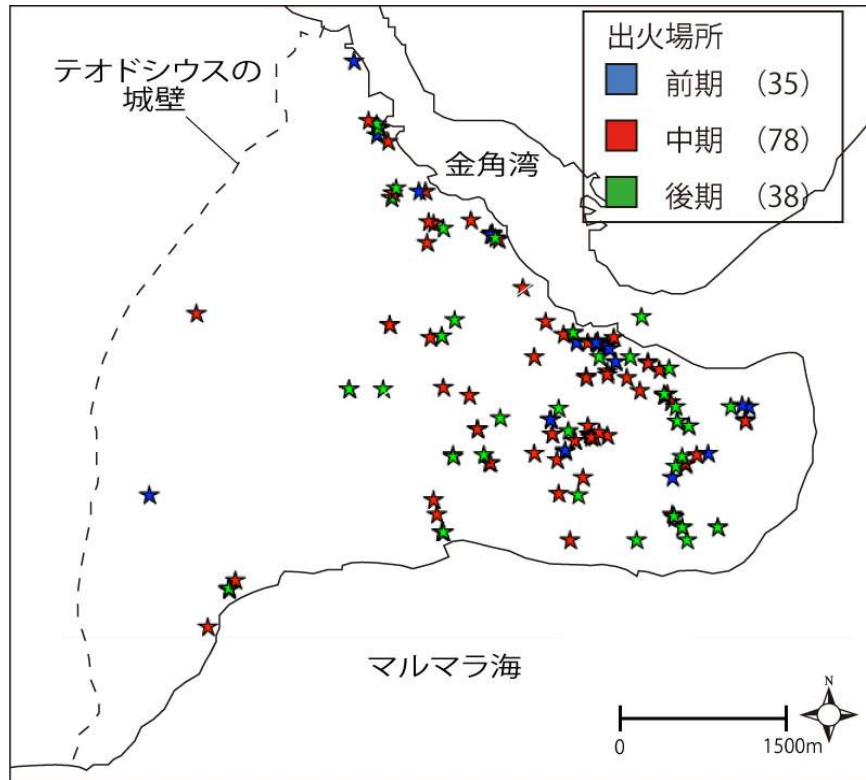 テオドシウスの
城壁
金角湾
出火場所
前期 （35）
中期 （78）
後期 （38）
マルマラ海
N
0 1500m